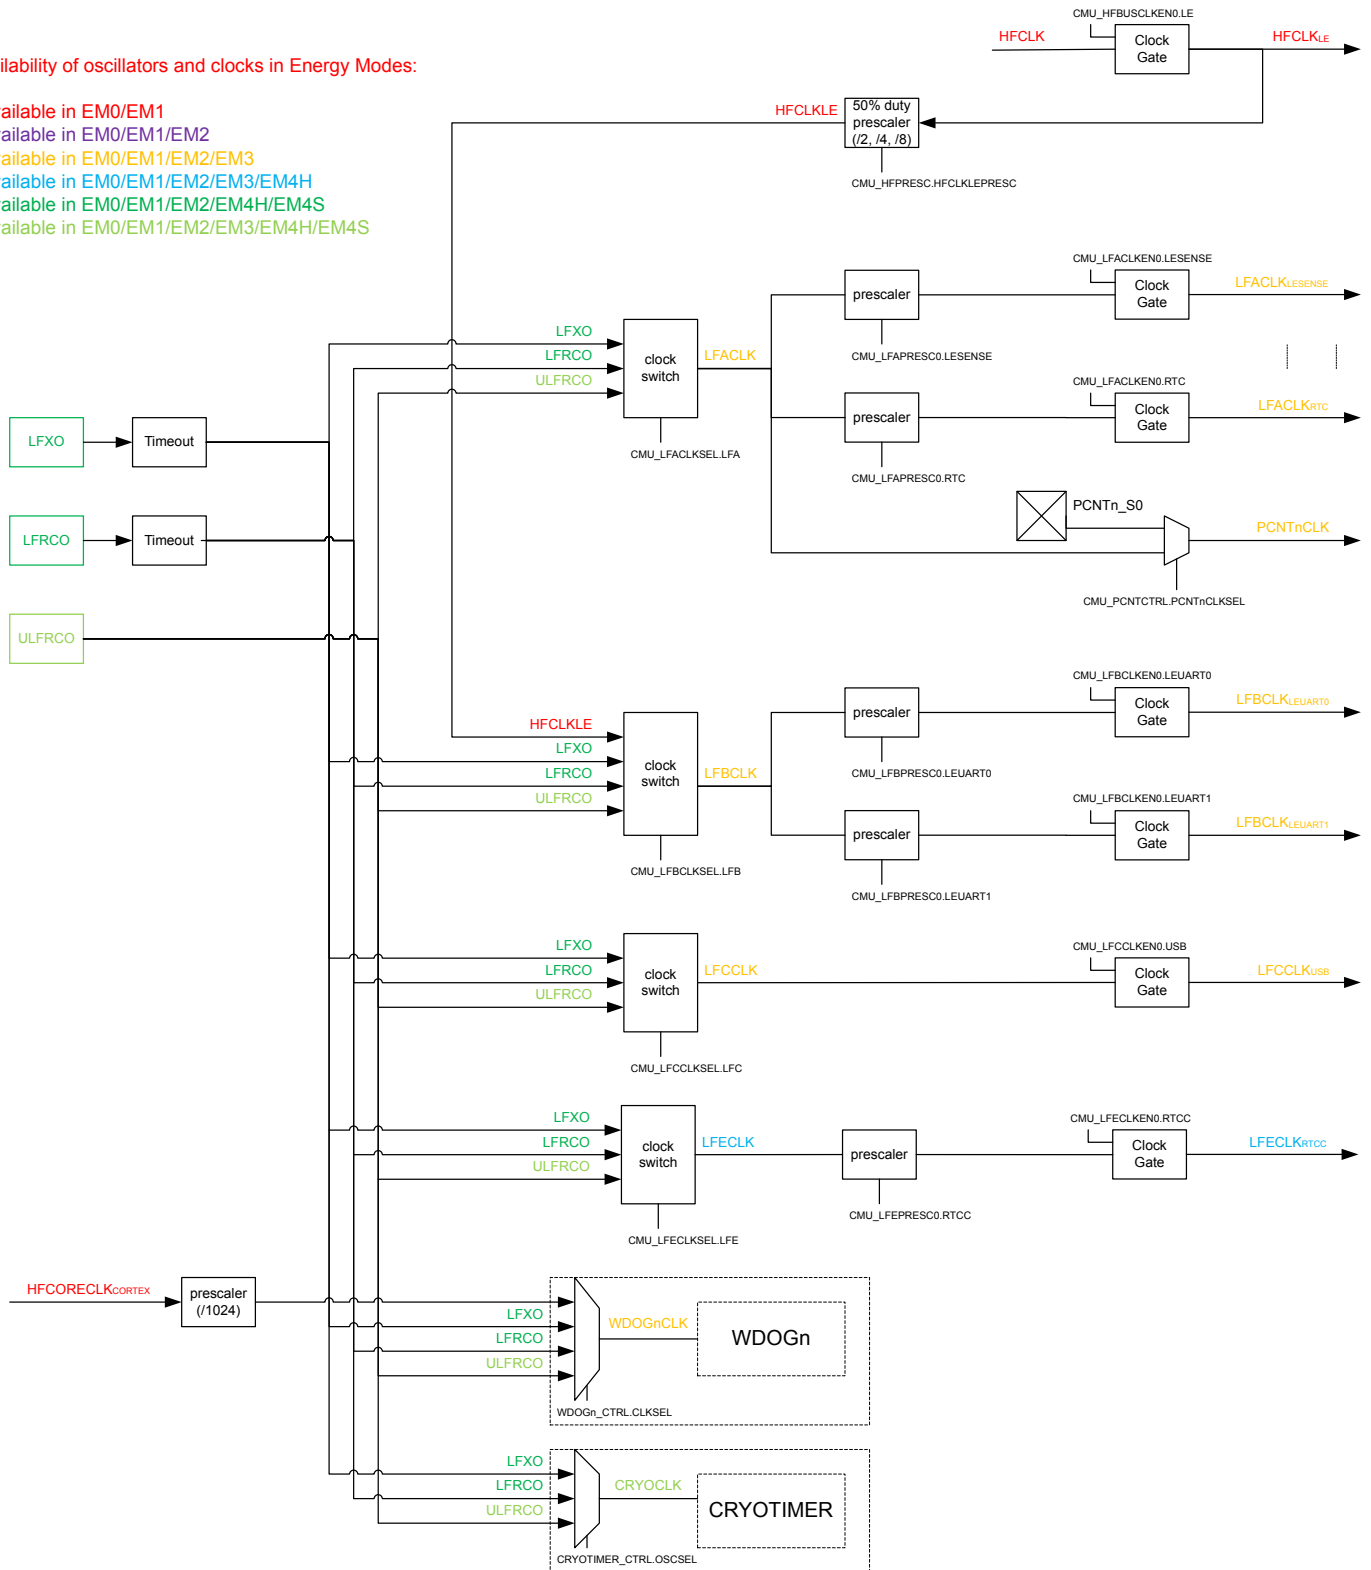 CMU_HFBUSCLKEN0.LE
HFCLK
Clock
Gate
HFCLKLE
ilability of oscillators and clocks in Energy Modes:
ailable in EM0/EM1
ailable in EM0/EM1/EM2
ailable in EM0/EM1/EM2/EM3
ailable in EM0/EM1/EM2/EM3/EM4H
ailable in EM0/EM1/EM2/EM4H/EM4S
ailable in EM0/EM1/EM2/EM3/EM4H/EM4S
HFCLKLE
50% duty
prescaler
(/2, /4, /8)
CMU_HFPRESC.HFCLKLEPRESC
CMU_LFACLKEN0.LESENSE
prescaler
Clock
Gate
LFACLKLESENSE
CMU_LFAPRESC0.LESENSE
LFXO
LFRCO
ULFRCO
clock
switch
LFACLK
CMU_LFACLKSEL.LFA
CMU_LFACLKEN0.RTC
prescaler
Clock
Gate
LFACLKRTC
CMU_LFAPRESC0.RTC
LFXO
Timeout
LFRCO
Timeout
ULFRCO
PCNTn_S0
PCNTnCLK
CMU_PCNTCTRL.PCNTnCLKSEL
CMU_LFBCLKEN0.LEUART0
prescaler
Clock
Gate
LFBCLKLEUART0
CMU_LFBPRESC0.LEUART0
HFCLKLE
LFXO
LFRCO
ULFRCO
clock
switch
LFBCLK
CMU_LFBCLKSEL.LFB
CMU_LFBCLKEN0.LEUART1
prescaler
Clock
Gate
LFBCLKLEUART1
CMU_LFBPRESC0.LEUART1
LFXO
LFRCO
ULFRCO
clock
switch
LFCCLK
CMU_LFCCLKSEL.LFC
CMU_LFCCLKEN0.USB
Clock
Gate
LFCCLKUSB
LFXO
LFRCO
ULFRCO
clock
switch
LFECLK
CMU_LFECLKSEL.LFE
prescaler
CMU_LFEPRESC0.RTCC
CMU_LFECLKEN0.RTCC
Clock
Gate
LFECLKRTCC
HFCORECLKCORTEX
prescaler
(/1024)
LFXO
LFRCO
ULFRCO
WDOGnCLK
WDOGn
WDOGn_CTRL.CLKSEL
LFXO
LFRCO
ULFRCO
CRYOCLK
CRYOTIMER
CRYOTIMER_CTRL.OSCSEL